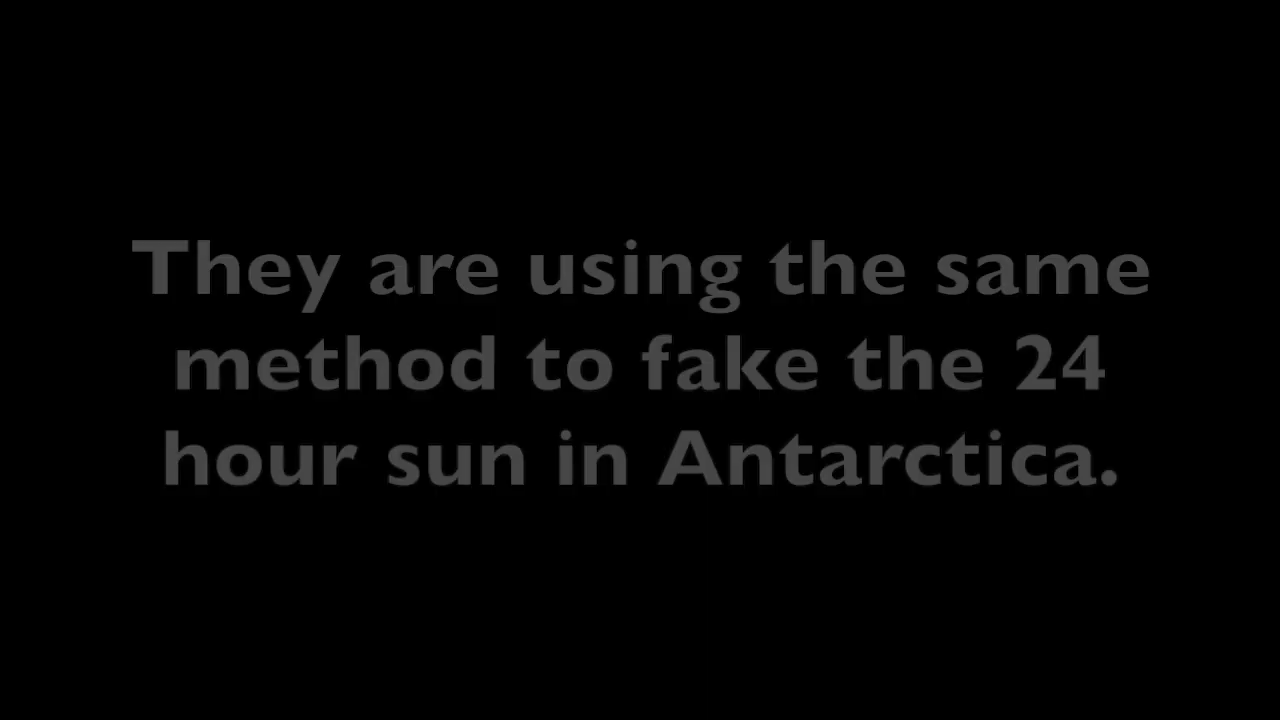 They are using the same
method to fake the 24
hour sun in Antarctica.